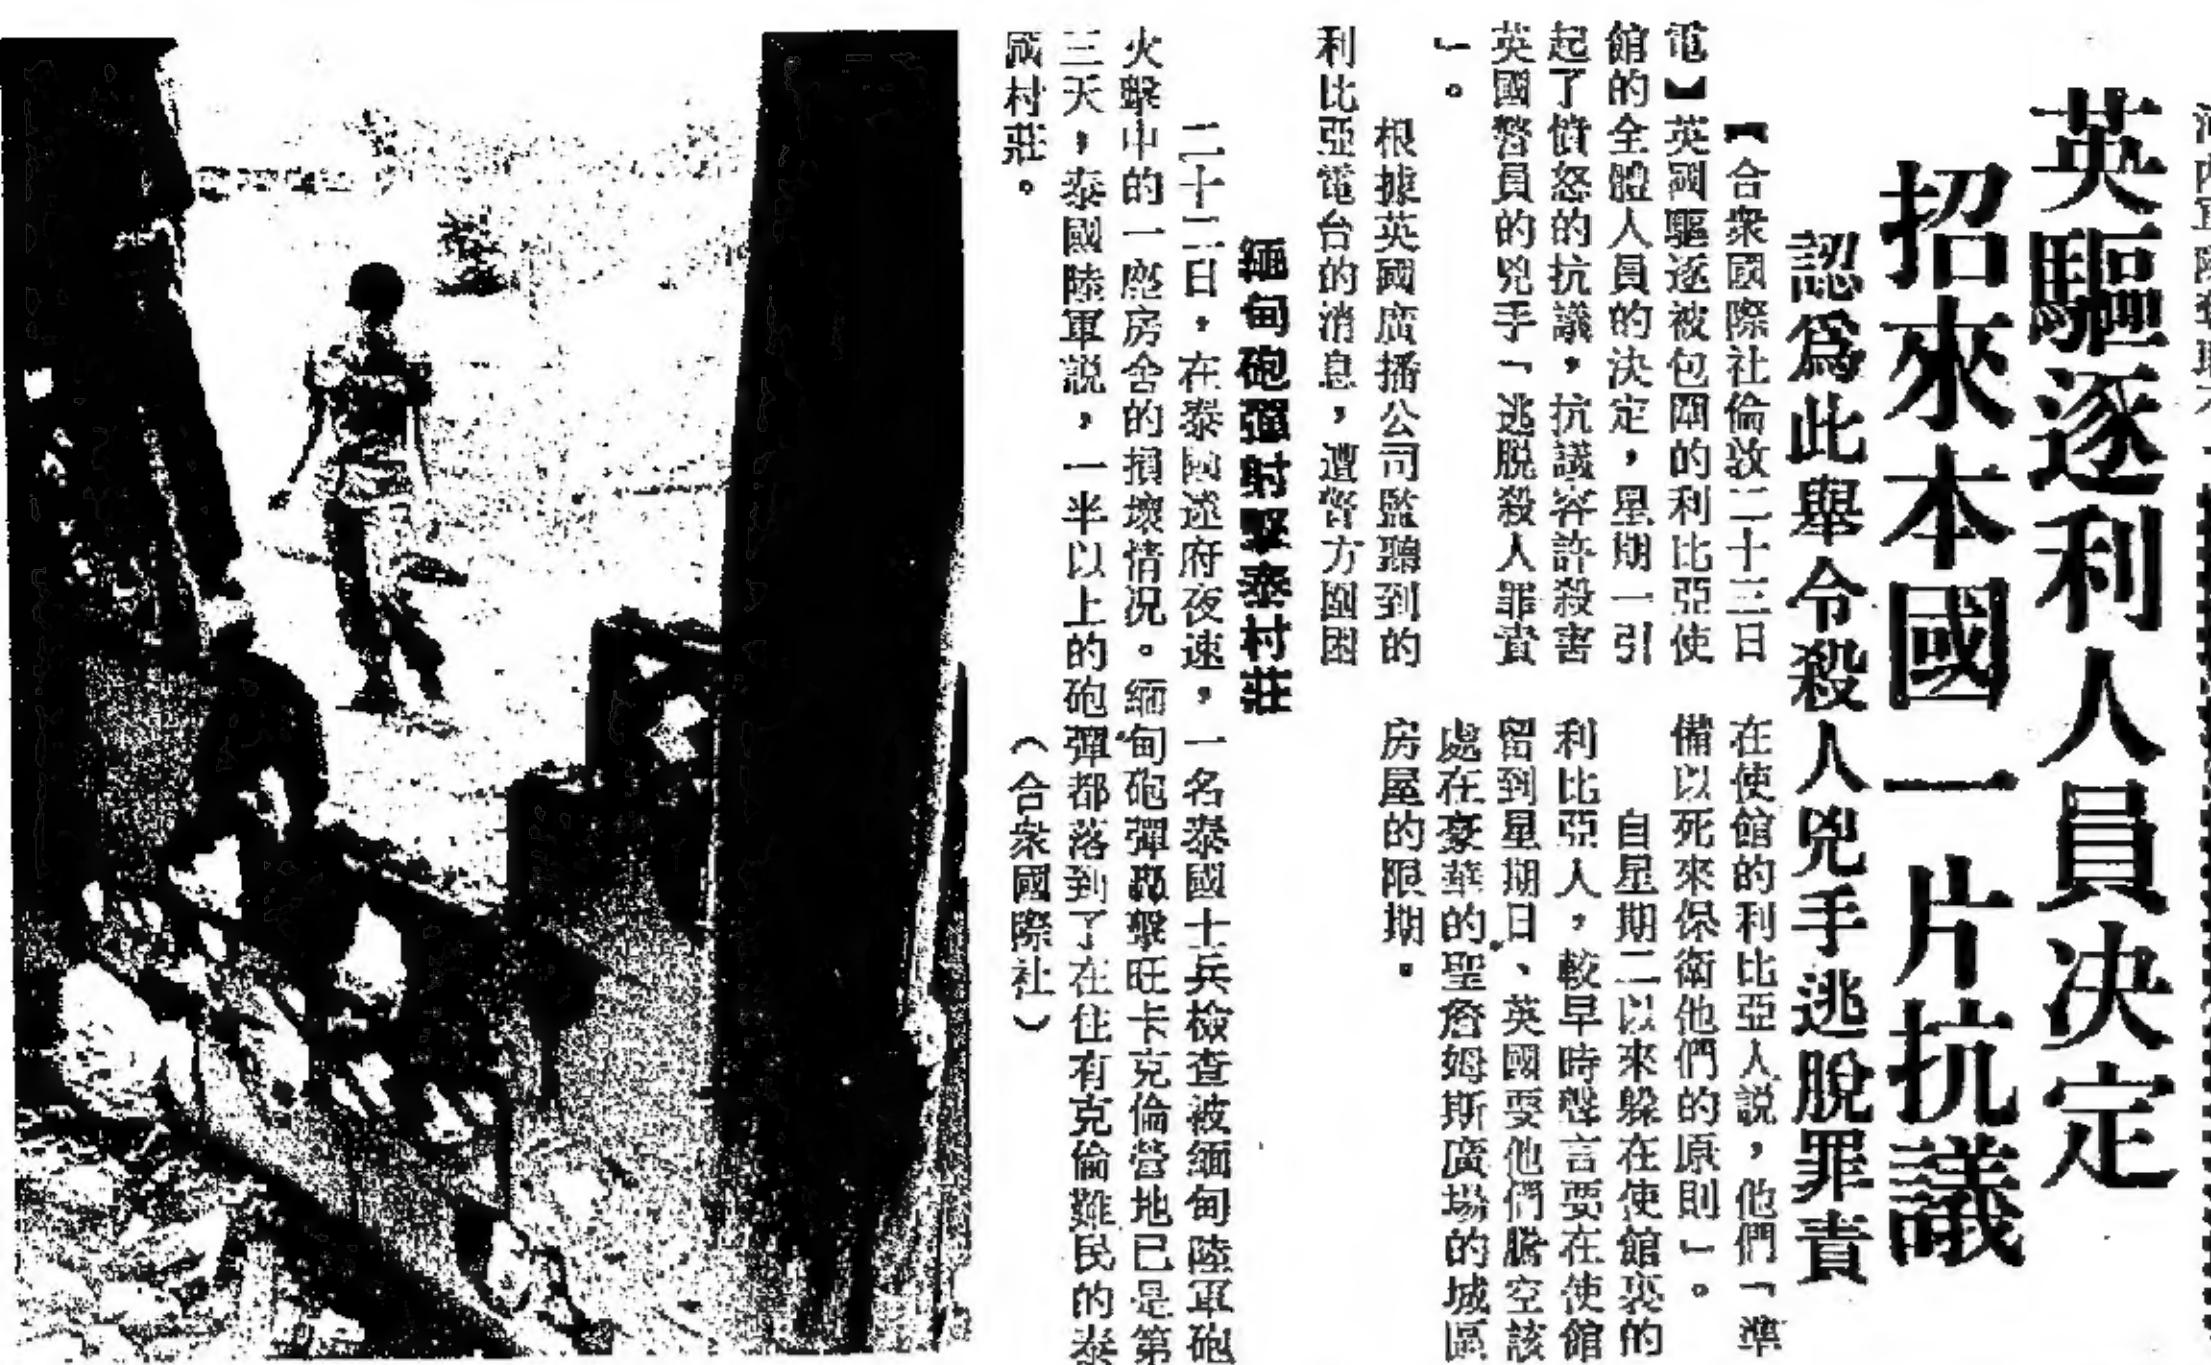 英驅逐利人員決定
招來本國一片抗議
認爲此舉令殺人兇手逃脫罪責
【合衆國際社倫敦二十三日
電】英國驅逐被包圍的利比亞使
館的全體人員的決定，星期一引
起了憤怒的抗議，抗議容許殺害
英國警員的兇手「逃脫殺人罪責
」。
根據英國廣播公司監聽到的
利比亞電台的消息，遭警方圍困
在使館的利比亞人說，他們「準
備以死來保衛他們的原則」。
自星期二以來躲在使館裏的
利比亞人，較早時聲言要在使館
留到星期日、英國要他們騰空該
處在豪華的聖詹姆斯廣場的城區
房屋的限期。
緬甸砲彈射擊泰村莊
二十二日，在泰國達府夜速，一名泰國士兵檢查被緬甸陸軍砲
火擊中的一座房舍的損壞情況。緬甸砲彈轟擊旺卡克倫營地已是第
三天，泰國陸軍說，一半以上的砲彈都落到了在住有克倫難民的泰
國村莊。
（合衆國際社）